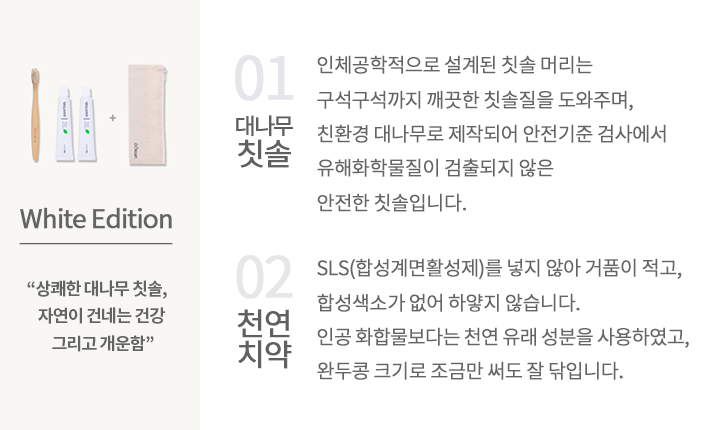 White Edition
“상쾌한 대나무 칫솔,
자연이 건네는 건강
그리고 개운함”
01
대나무
칫솔
인체공학적으로 설계된 칫솔 머리는
구석구석까지 깨끗한 칫솔질을 도와주며,
친환경 대나무로 제작되어 안전기준 검사에서
유해화학물질이 검출되지 않은
안전한 칫솔입니다.
02
천연
치약
SLS(합성계면활성제)를 넣지 않아 거품이 적고,
합성색소가 없어 하얗지 않습니다.
인공 화합물보다는 천연 유래 성분을 사용하였고,
완두콩 크기로 조금만 써도 잘 닦입니다.